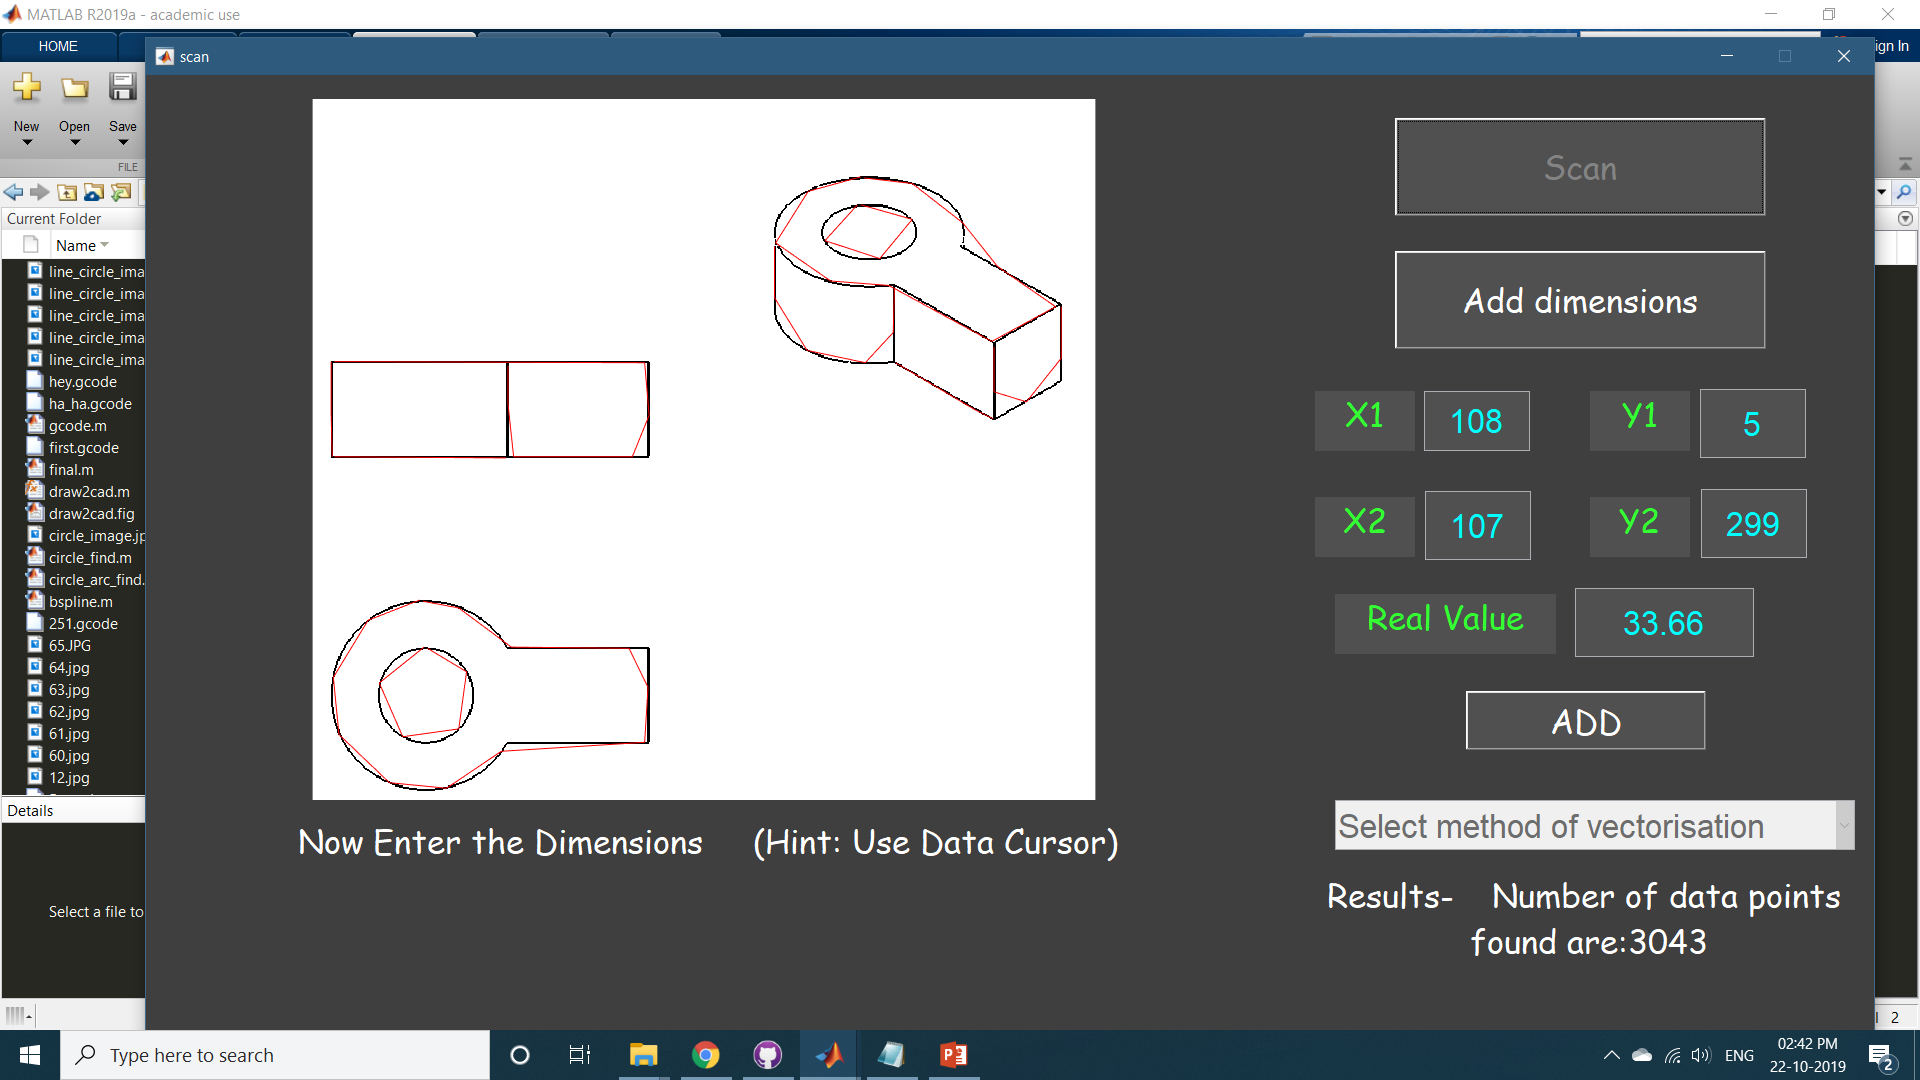 MATLAB R2019a - academic use
HOME
ign In
scan
New
Open
Save
FILE
Current Folder
Name
line_circle_ima
line_circle_ima
line_circle_ima
line_circle_ima
line_circle_ima
hey.gcode
ha_ha.gcode
gcode.m
first.gcode
final.m
draw2cad.m
draw2cad.fig
circle_image.jp
circle_find.m
circle_arc_find.
bspline.m
251.gcode
65.JPG
64.jpg
63.jpg
62.jpg
61.jpg
60.jpg
12.jpg
Details
Select a file to
Scan
Add dimensions
X1 108 Y1 5
X2 107 Y2 299
Real Value 33.66
ADD
Select method of vectorisation
Now Enter the Dimensions (Hint: Use Data Cursor)
Results- Number of data points
found are:3043
2
Type here to search
ENG
02:42 PM
22-10-2019
2